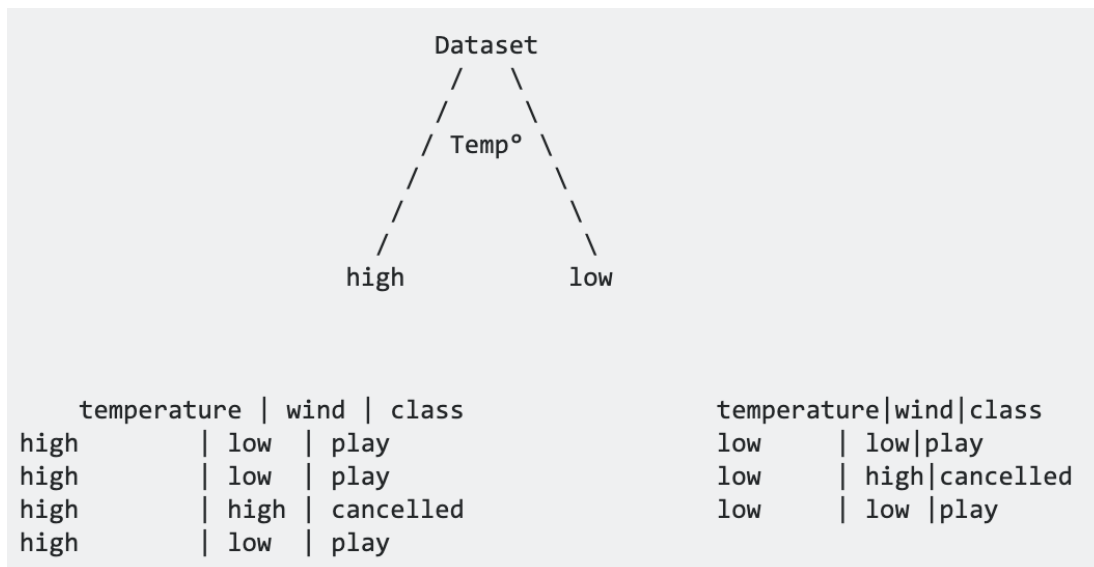 Dataset
/ \
/ \
/ Temp° \
/ \
/ \
/ \
high low
temperature | wind | class temperature|wind|class
high | low | play low | low|play
high | low | play low | high|cancelled
high | high | cancelled low | low |play
high | low | play